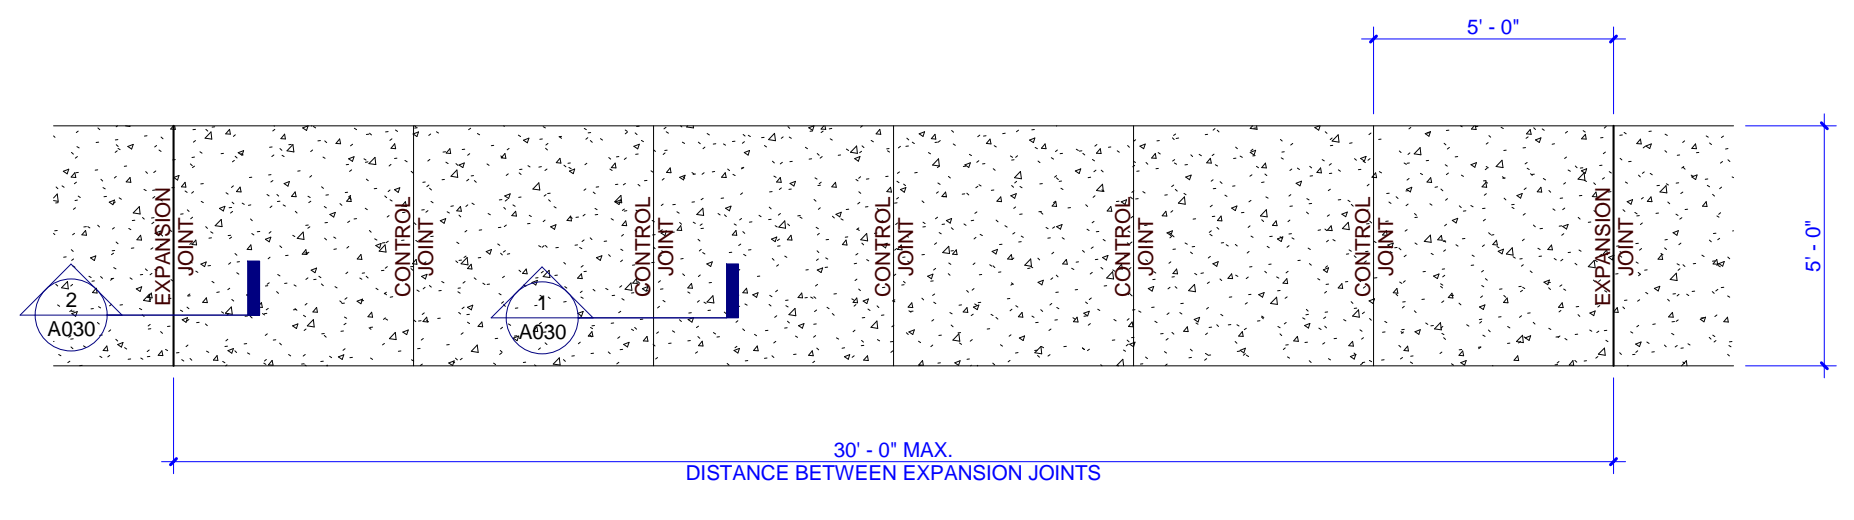 5' - 0"
EXPANSION
JOINT
CONTROL
JOINT
CONTROL
JOINT
CONTROL
JOINT
CONTROL
JOINT
CONTROL
JOINT
EXPANSION
JOINT
5' - 0"
2
A030
1
A030
30' - 0" MAX.
DISTANCE BETWEEN EXPANSION JOINTS